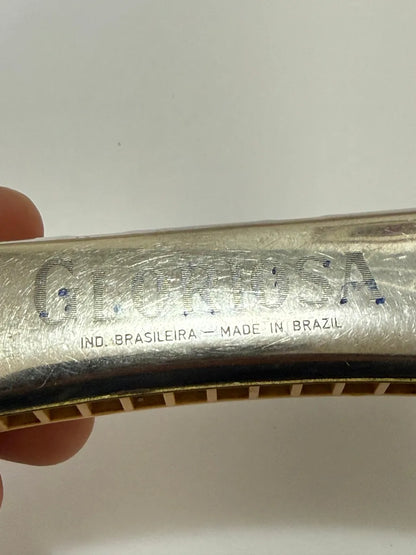 GLORIOSA
IND. BRASILEIRA — MADE IN BRAZIL